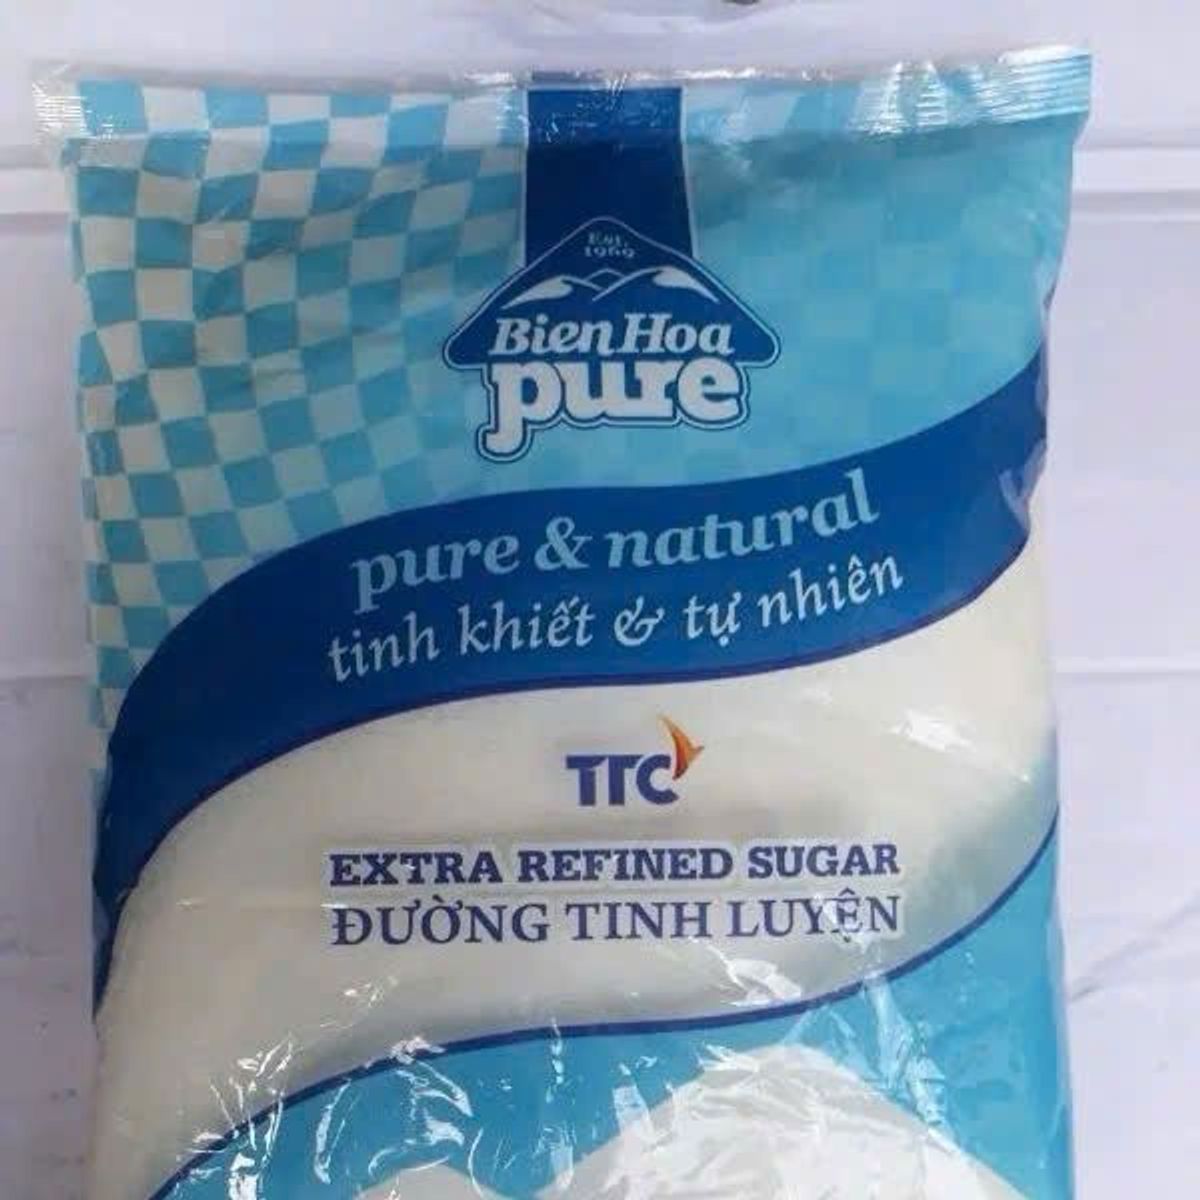 Est.
1969
Bien Hoa
pure
pure & natural
tinh khiết & tự nhiên
TTC
EXTRA REFINED SUGAR
ĐƯỜNG TINH LUYỆN